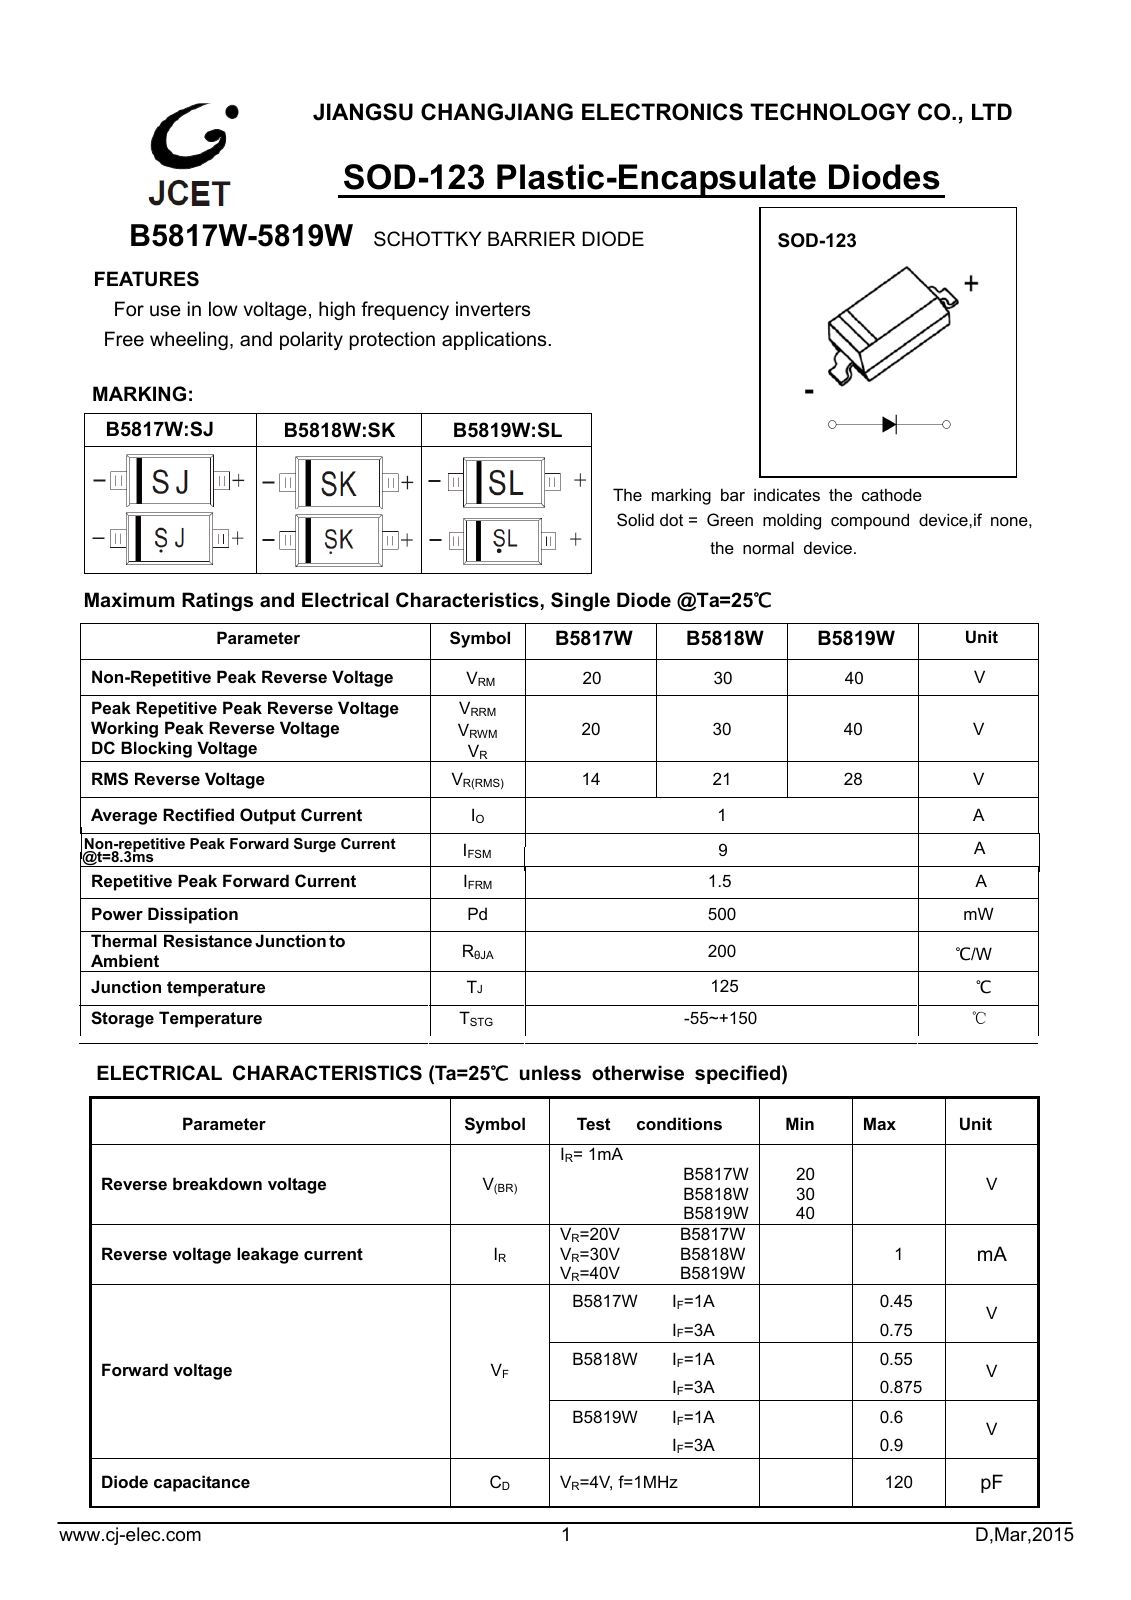 JIANGSU CHANGJIANG ELECTRONICS TECHNOLOGY CO., LTD
JCET
SOD-123 Plastic-Encapsulate Diodes
B5817W-5819W SCHOTTKY BARRIER DIODE
SOD-123
+
-
FEATURES
For use in low voltage, high frequency inverters
Free wheeling, and polarity protection applications.
MARKING:
B5817W:SJ B5818W:SK B5819W:SL
− SJ + − SK + − SL +
− SJ + − SK + − SL +
The marking bar indicates the cathode
Solid dot = Green molding compound device,if none,
the normal device.
Maximum Ratings and Electrical Characteristics, Single Diode @Ta=25℃
Parameter Symbol B5817W B5818W B5819W Unit
Non-Repetitive Peak Reverse Voltage VRM 20 30 40 V
Peak Repetitive Peak Reverse Voltage VRRM
Working Peak Reverse Voltage VRWM 20 30 40 V
DC Blocking Voltage VR
RMS Reverse Voltage VR(RMS) 14 21 28 V
Average Rectified Output Current IO 1 A
Non-repetitive Peak Forward Surge Current
@t=8.3ms IFSM 9 A
Repetitive Peak Forward Current IFRM 1.5 A
Power Dissipation Pd 500 mW
Thermal Resistance Junction to
Ambient RθJA 200 ℃/W
Junction temperature TJ 125 ℃
Storage Temperature TSTG -55~+150 ℃
ELECTRICAL CHARACTERISTICS (Ta=25℃ unless otherwise specified)
Parameter Symbol Test conditions Min Max Unit
IR= 1mA
B5817W 20
Reverse breakdown voltage V(BR) B5818W 30 V
B5819W 40
VR=20V B5817W
Reverse voltage leakage current IR VR=30V B5818W 1 mA
VR=40V B5819W
B5817W IF=1A 0.45 V
IF=3A 0.75
Forward voltage VF B5818W IF=1A 0.55 V
IF=3A 0.875
B5819W IF=1A 0.6 V
IF=3A 0.9
Diode capacitance CD VR=4V, f=1MHz 120 pF
www.cj-elec.com 1 D,Mar,2015